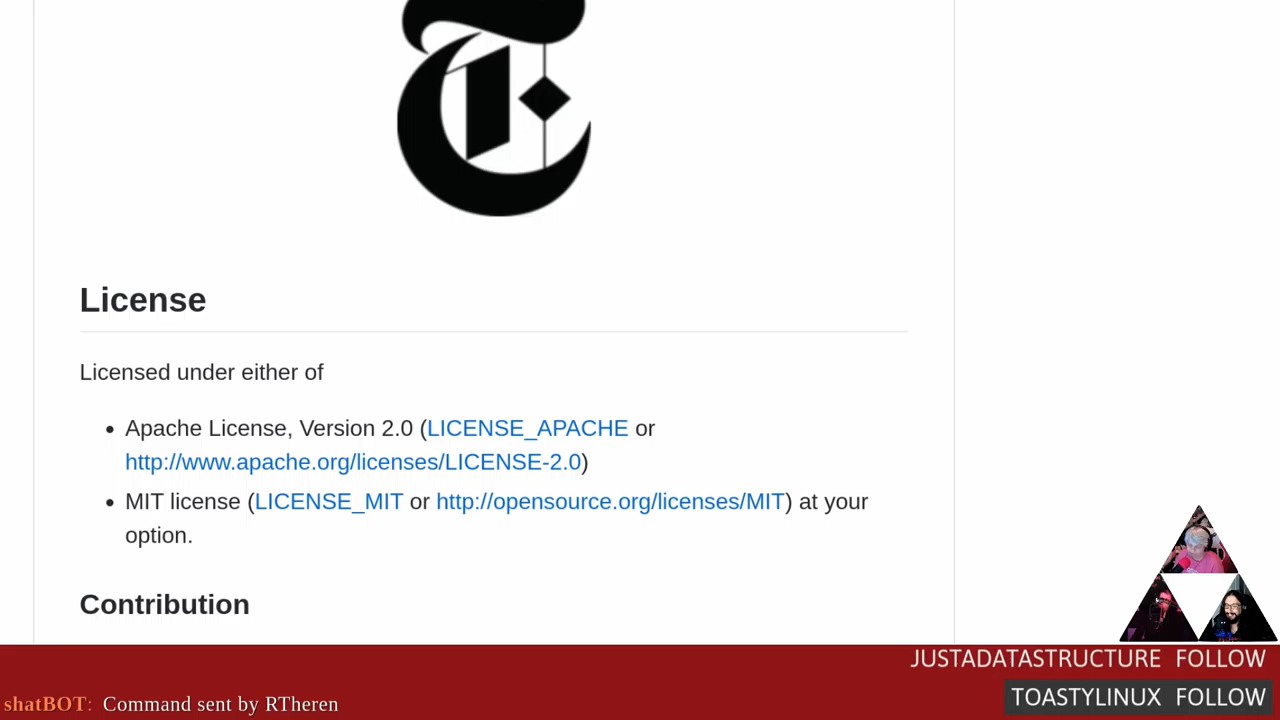 License
Licensed under either of
• Apache License, Version 2.0 (LICENSE_APACHE or
http://www.apache.org/licenses/LICENSE-2.0)
• MIT license (LICENSE_MIT or http://opensource.org/licenses/MIT) at your
option.
Contribution
JUSTADATASTRUCTURE FOLLOW
shatBOT: Command sent by RTheren
TOASTYLINUX FOLLOW